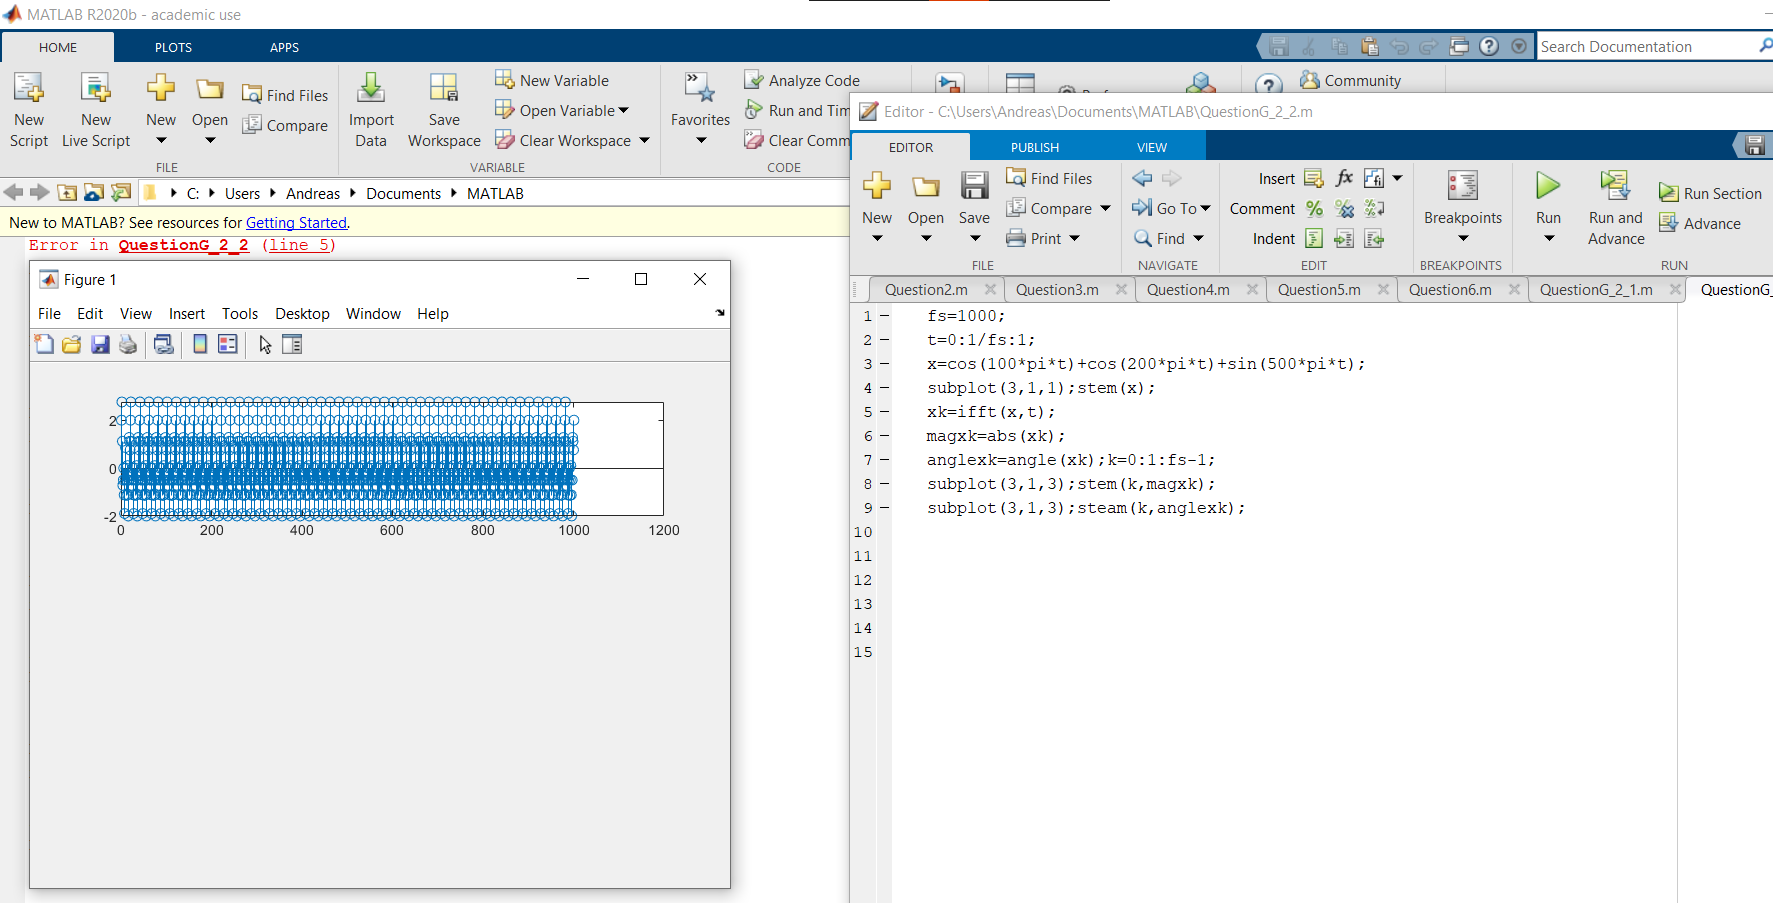 MATLAB R2020b - academic use
HOME PLOTS APPS
Search Documentation
New Script
New Live Script
New
Open
Find Files
Compare
FILE
Import Data
Save Workspace
New Variable
Open Variable
Clear Workspace
VARIABLE
Favorites
Analyze Code
Run and Tim
Clear Comm
CODE
Community
C: Users Andreas Documents MATLAB
New to MATLAB? See resources for Getting Started.
Error in QuestionG_2_2 (line 5)
Figure 1
File Edit View Insert Tools Desktop Window Help
2
0
-2
0 200 400 600 800 1000 1200
Editor - C:\Users\Andreas\Documents\MATLAB\QuestionG_2_2.m
EDITOR PUBLISH VIEW
New
Open
Save
Find Files
Compare
Print
FILE
Go To
Find
NAVIGATE
Insert
Comment
Indent
EDIT
Breakpoints
BREAKPOINTS
Run
Run and Advance
Run Section
Advance
RUN
Question2.m Question3.m Question4.m Question5.m Question6.m QuestionG_2_1.m QuestionG_
1 fs=1000;
2 t=0:1/fs:1;
3 x=cos(100*pi*t)+cos(200*pi*t)+sin(500*pi*t);
4 subplot(3,1,1);stem(x);
5 xk=ifft(x,t);
6 magxk=abs(xk);
7 anglexk=angle(xk);k=0:1:fs-1;
8 subplot(3,1,3);stem(k,magxk);
9 subplot(3,1,3);steam(k,anglexk);
10
11
12
13
14
15